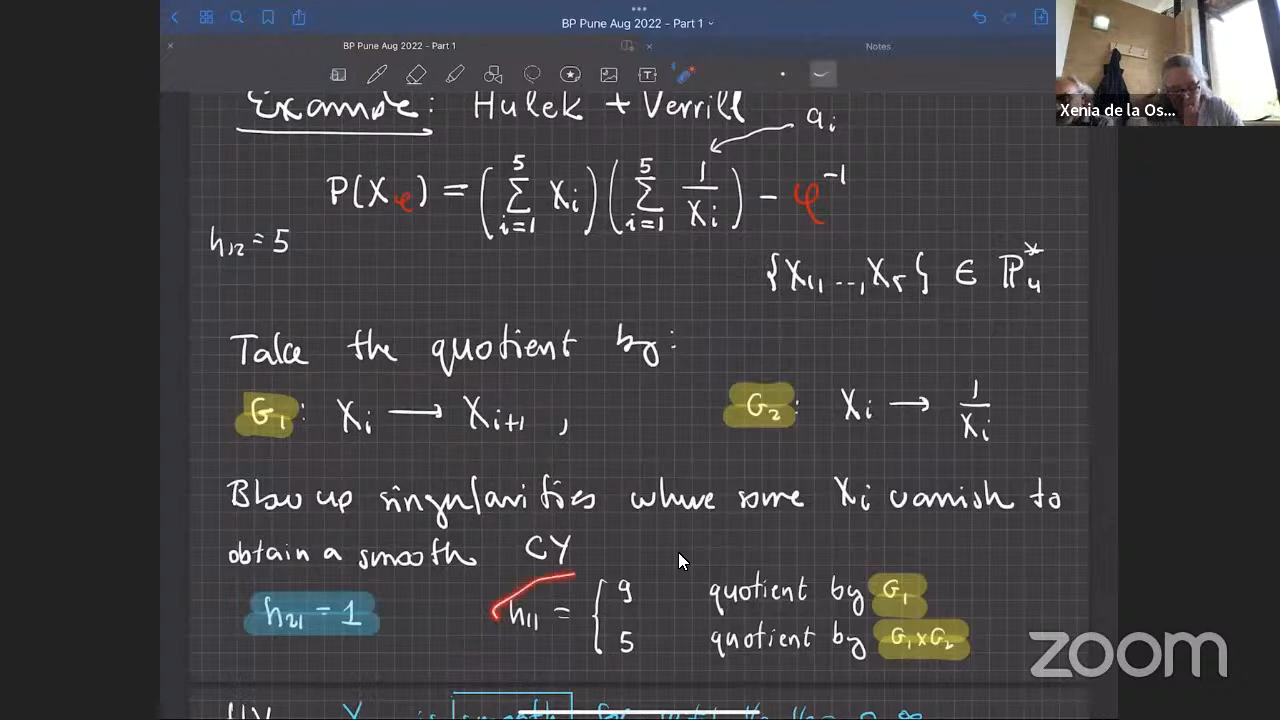 BP Pune Aug 2022 - Part 1
BP Pune Aug 2022 - Part 1
Notes
Xenia de la Os...
Example: Hulek + Verrill
a_i
P(X_φ) = (∑_{i=1}^{5} X_i)(∑_{i=1}^{5} 1/X_i) - φ^{-1}
h_{12} = 5
{X_1, .., X_5} ∈ P_4^*
Take the quotient by:
G_1: X_i → X_{i+1} , G_2: X_i → 1/X_i
Blow up singularities where some X_i vanish to
obtain a smooth CY
h_{21} = 1 h_{11} = { 9 quotient by G_1
5 quotient by G_1×G_2
zoom